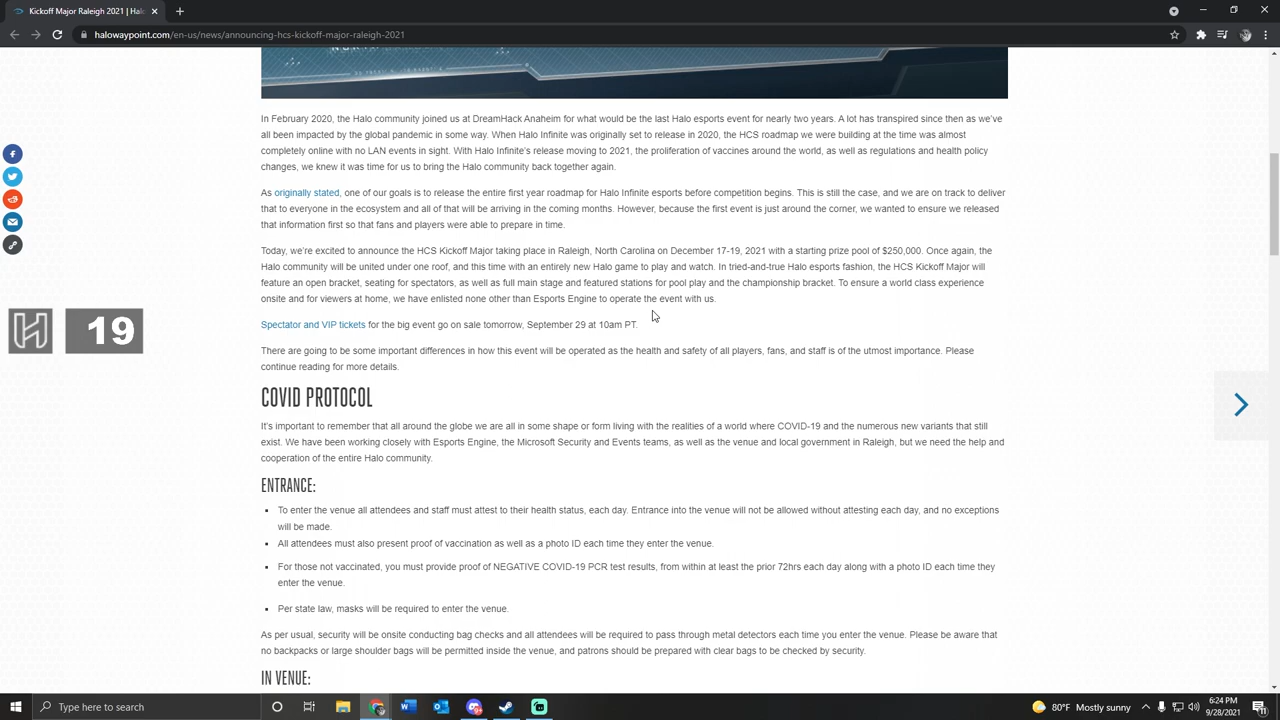 Raleigh 2021 | Halo
halowaypoint.com/en-us/news/announcing-hcs-kickoff-major-raleigh-2021
In February 2020, the Halo community joined us at DreamHack Anaheim for what would be the last Halo esports event for nearly two years. A lot has transpired since then as we've
all been impacted by the global pandemic in some way. When Halo Infinite was originally set to release in 2020, the HCS roadmap we were building at the time was almost
completely online with no LAN events in sight. With Halo Infinite's release moving to 2021, the proliferation of vaccines around the world, as well as regulations and health policy
changes, we knew it was time for us to bring the Halo community back together again.
As originally stated, one of our goals is to release the entire first year roadmap for Halo Infinite esports before competition begins. This is still the case, and we are on track to deliver
that to everyone in the ecosystem and all of that will be arriving in the coming months. However, because the first event is just around the corner, we wanted to ensure we released
that information first so that fans and players were able to prepare in time.
Today, we're excited to announce the HCS Kickoff Major taking place in Raleigh, North Carolina on December 17-19, 2021 with a starting prize pool of $250,000. Once again, the
Halo community will be united under one roof, and this time with an entirely new Halo game to play and watch. In tried-and-true Halo esports fashion, the HCS Kickoff Major will
feature an open bracket, seating for spectators, as well as full main stage and featured stations for pool play and the championship bracket. To ensure a world class experience
onsite and for viewers at home, we have enlisted none other than Esports Engine to operate the event with us.
H 19
Spectator and VIP tickets for the big event go on sale tomorrow, September 29 at 10am PT.
There are going to be some important differences in how this event will be operated as the health and safety of all players, fans, and staff is of the utmost importance. Please
continue reading for more details.
COVID PROTOCOL
It's important to remember that all around the globe we are all in some shape or form living with the realities of a world where COVID-19 and the numerous new variants that still
exist. We have been working closely with Esports Engine, the Microsoft Security and Events teams, as well as the venue and local government in Raleigh, but we need the help and
cooperation of the entire Halo community.
ENTRANCE:
To enter the venue all attendees and staff must attest to their health status, each day. Entrance into the venue will not be allowed without attesting each day, and no exceptions
will be made.
All attendees must also present proof of vaccination as well as a photo ID each time they enter the venue.
For those not vaccinated, you must provide proof of NEGATIVE COVID-19 PCR test results, from within at least the prior 72hrs each day along with a photo ID each time they
enter the venue.
Per state law, masks will be required to enter the venue.
As per usual, security will be onsite conducting bag checks and all attendees will be required to pass through metal detectors each time you enter the venue. Please be aware that
no backpacks or large shoulder bags will be permitted inside the venue, and patrons should be prepared with clear bags to be checked by security.
IN VENUE:
Type here to search
80°F Mostly sunny
6:24 PM
9/28/2021